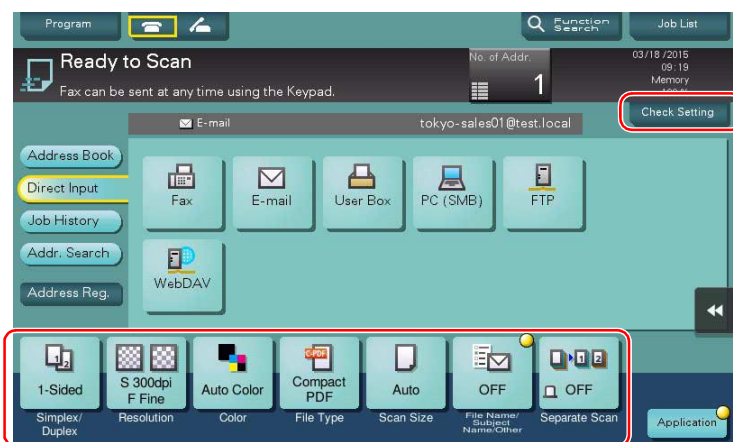 Program
Function
Search
Job List
Ready to Scan
No. of Addr.
1
03/18/2015
09:19
Memory
Fax can be sent at any time using the Keypad.
Check Setting
E-mail
tokyo-sales01@test.local
Address Book
Direct Input
Job History
Addr. Search
Address Reg.
Fax
E-mail
User Box
PC (SMB)
FTP
WebDAV
1-Sided
S 300dpi
F Fine
Auto Color
Compact
PDF
Auto
OFF
OFF
Simplex/
Duplex
Resolution
Color
File Type
Scan Size
File Name/
Subject
Name/Other
Separate Scan
Application